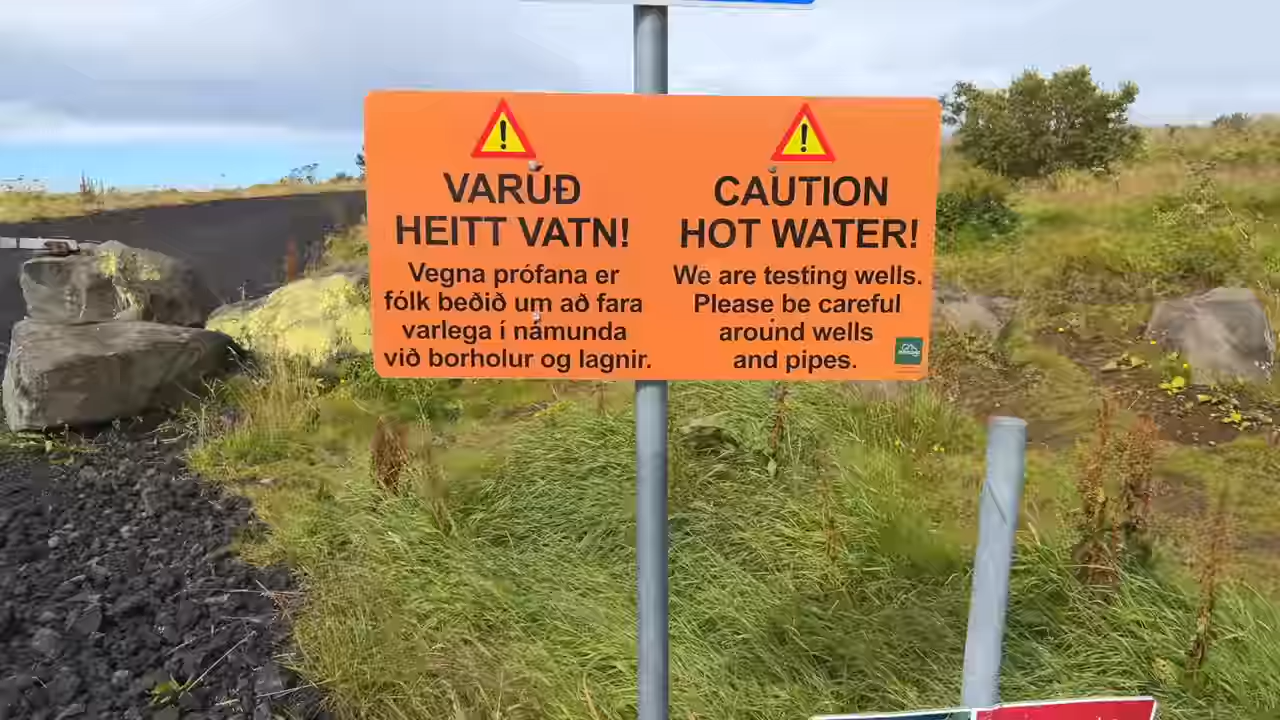 VARÚÐ
HEITT VATN!
Vegna prófana er
fólk beðið um að fara
varlega í námunda
við borholur og lagnir.
CAUTION
HOT WATER!
We are testing wells.
Please be careful
around wells
and pipes.